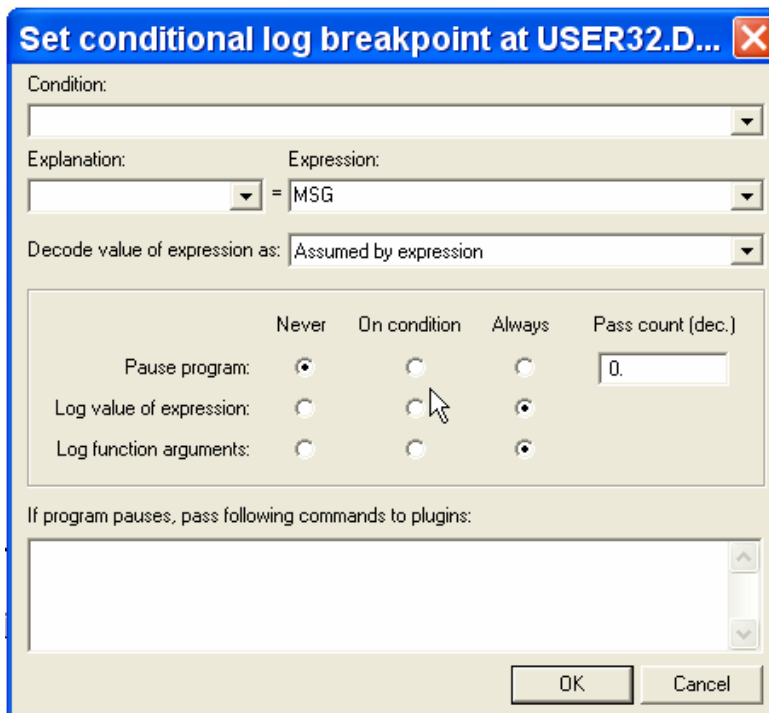 Set conditional log breakpoint at USER32.D...
Condition:
Explanation: Expression:
= MSG
Decode value of expression as: Assumed by expression
Never On condition Always Pass count (dec.)
Pause program: 0.
Log value of expression:
Log function arguments:
If program pauses, pass following commands to plugins:
OK Cancel